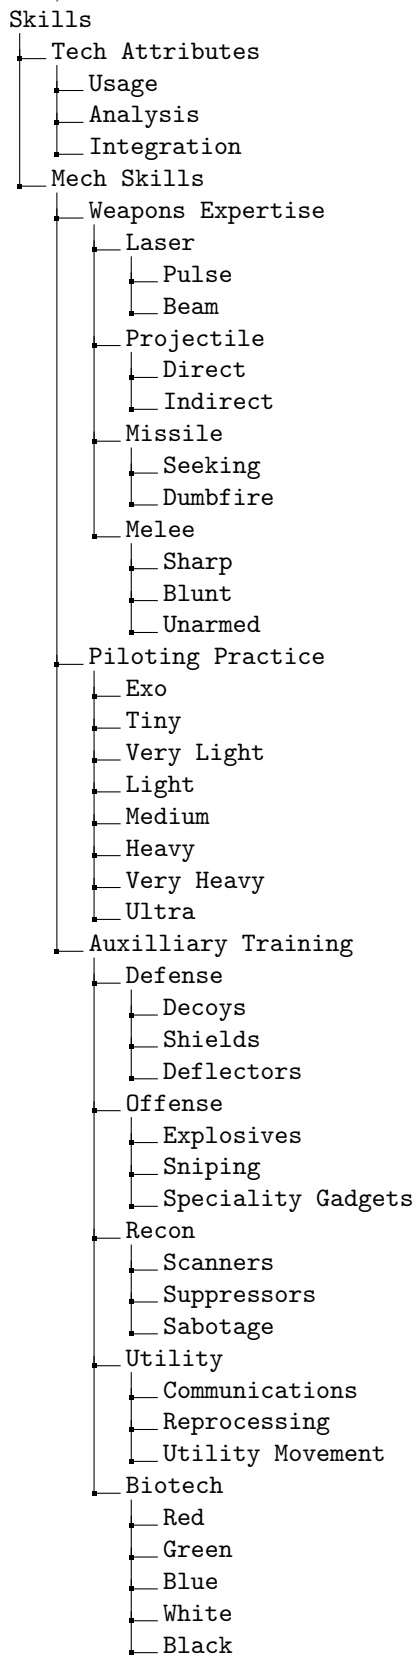 Skills
Tech Attributes
Usage
Analysis
Integration
Mech Skills
Weapons Expertise
Laser
Pulse
Beam
Projectile
Direct
Indirect
Missile
Seeking
Dumbfire
Melee
Sharp
Blunt
Unarmed
Piloting Practice
Exo
Tiny
Very Light
Light
Medium
Heavy
Very Heavy
Ultra
Auxilliary Training
Defense
Decoys
Shields
Deflectors
Offense
Explosives
Sniping
Speciality Gadgets
Recon
Scanners
Suppressors
Sabotage
Utility
Communications
Reprocessing
Utility Movement
Biotech
Red
Green
Blue
White
Black